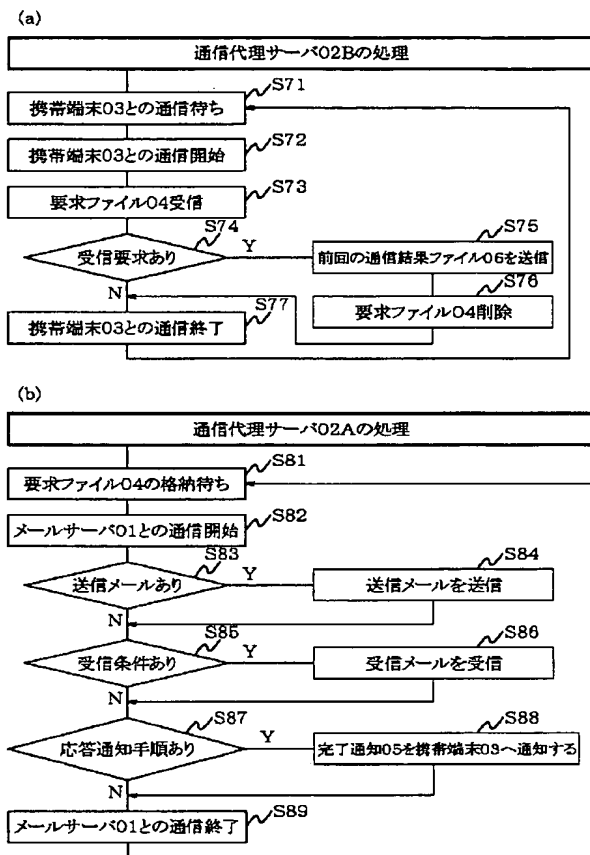 (a)
通信代理サーバ02Bの処理
S71
携帯端末03との通信待ち
S72
携帯端末03との通信開始
S73
要求ファイル04受信
S74
受信要求あり
Y
S75
前回の通信結果ファイル06を送信
N
S76
要求ファイル04削除
S77
携帯端末03との通信終了
(b)
通信代理サーバ02Aの処理
S81
要求ファイル04の格納待ち
S82
メールサーバ01との通信開始
S83
送信メールあり
Y
S84
送信メールを送信
N
S85
受信条件あり
Y
S86
受信メールを受信
N
S87
応答通知手順あり
Y
S88
完了通知05を携帯端末03へ通知する
N
S89
メールサーバ01との通信終了